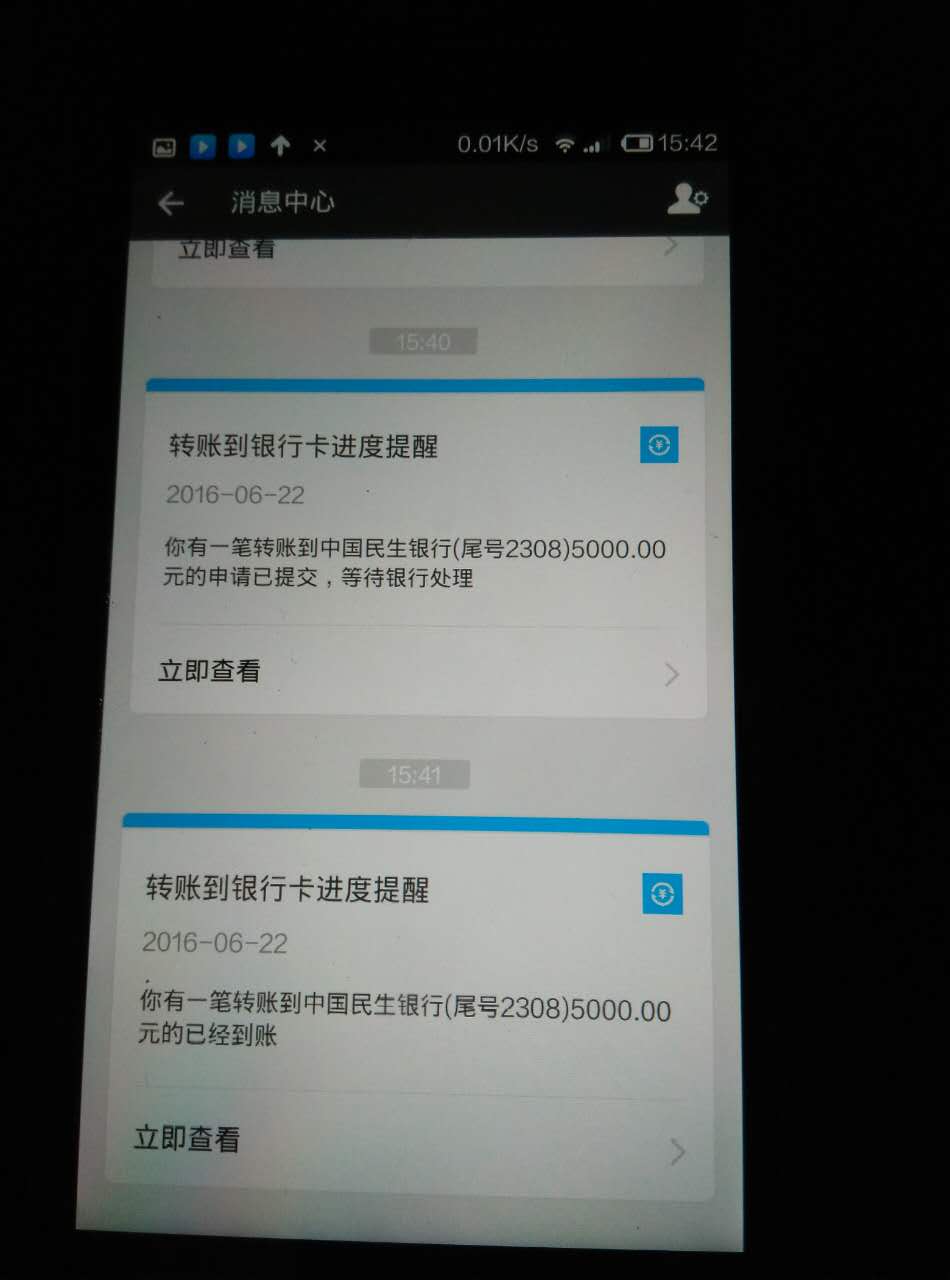 0.01K/s 15:42
消息中心
立即查看
15:40
转账到银行卡进度提醒
2016-06-22
你有一笔转账到中国民生银行(尾号2308)5000.00
元的申请已提交，等待银行处理
立即查看
15:41
转账到银行卡进度提醒
2016-06-22
你有一笔转账到中国民生银行(尾号2308)5000.00
元的已经到账
立即查看